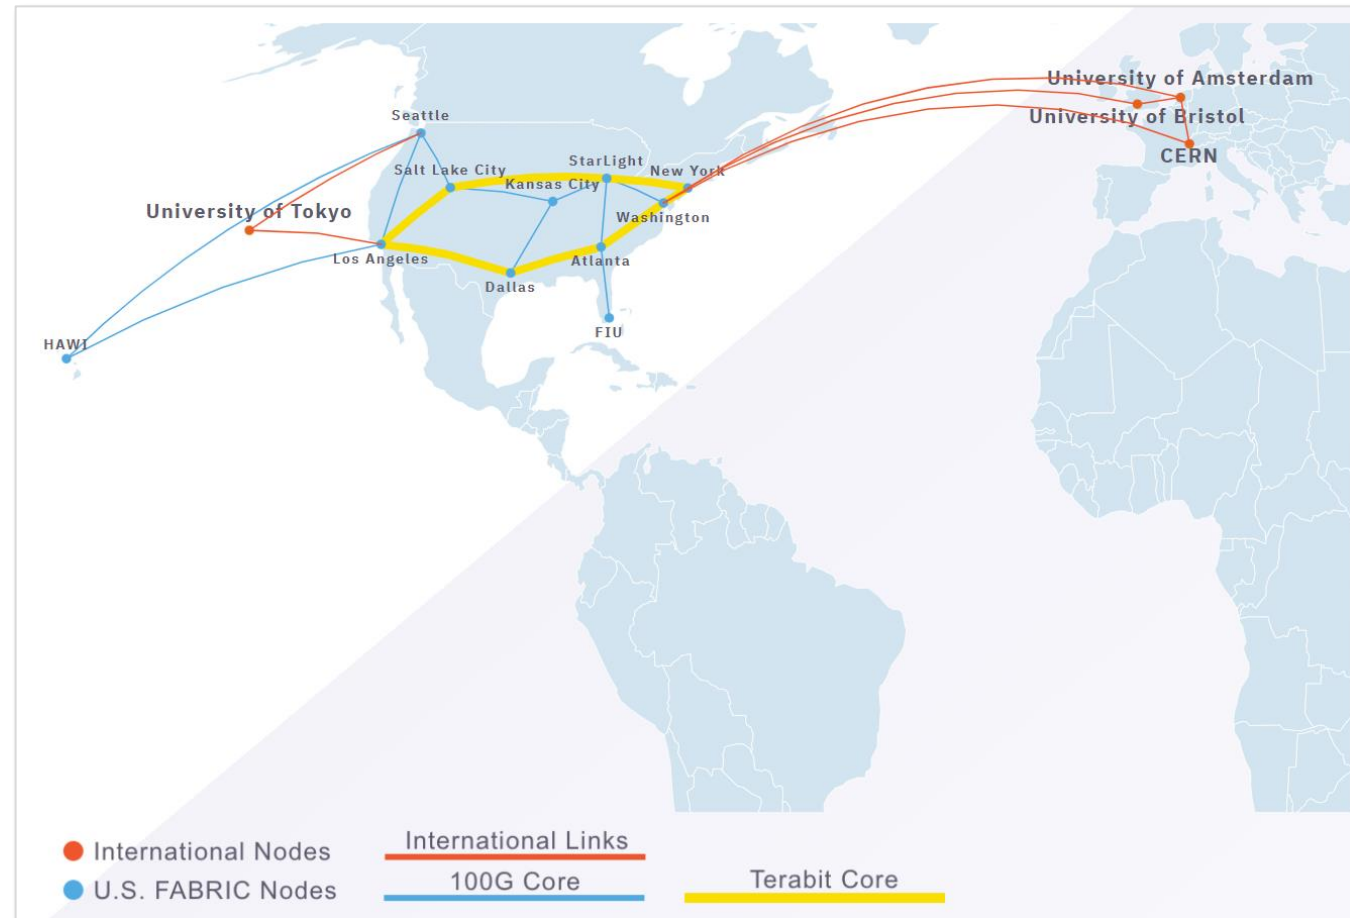 University of Amsterdam
Seattle
University of Bristol
StarLight
CERN
Salt Lake City
New York
Kansas City
University of Tokyo
Washington
Los Angeles
Atlanta
Dallas
FIU
HAWI
International Nodes
International Links
U.S. FABRIC Nodes
100G Core
Terabit Core